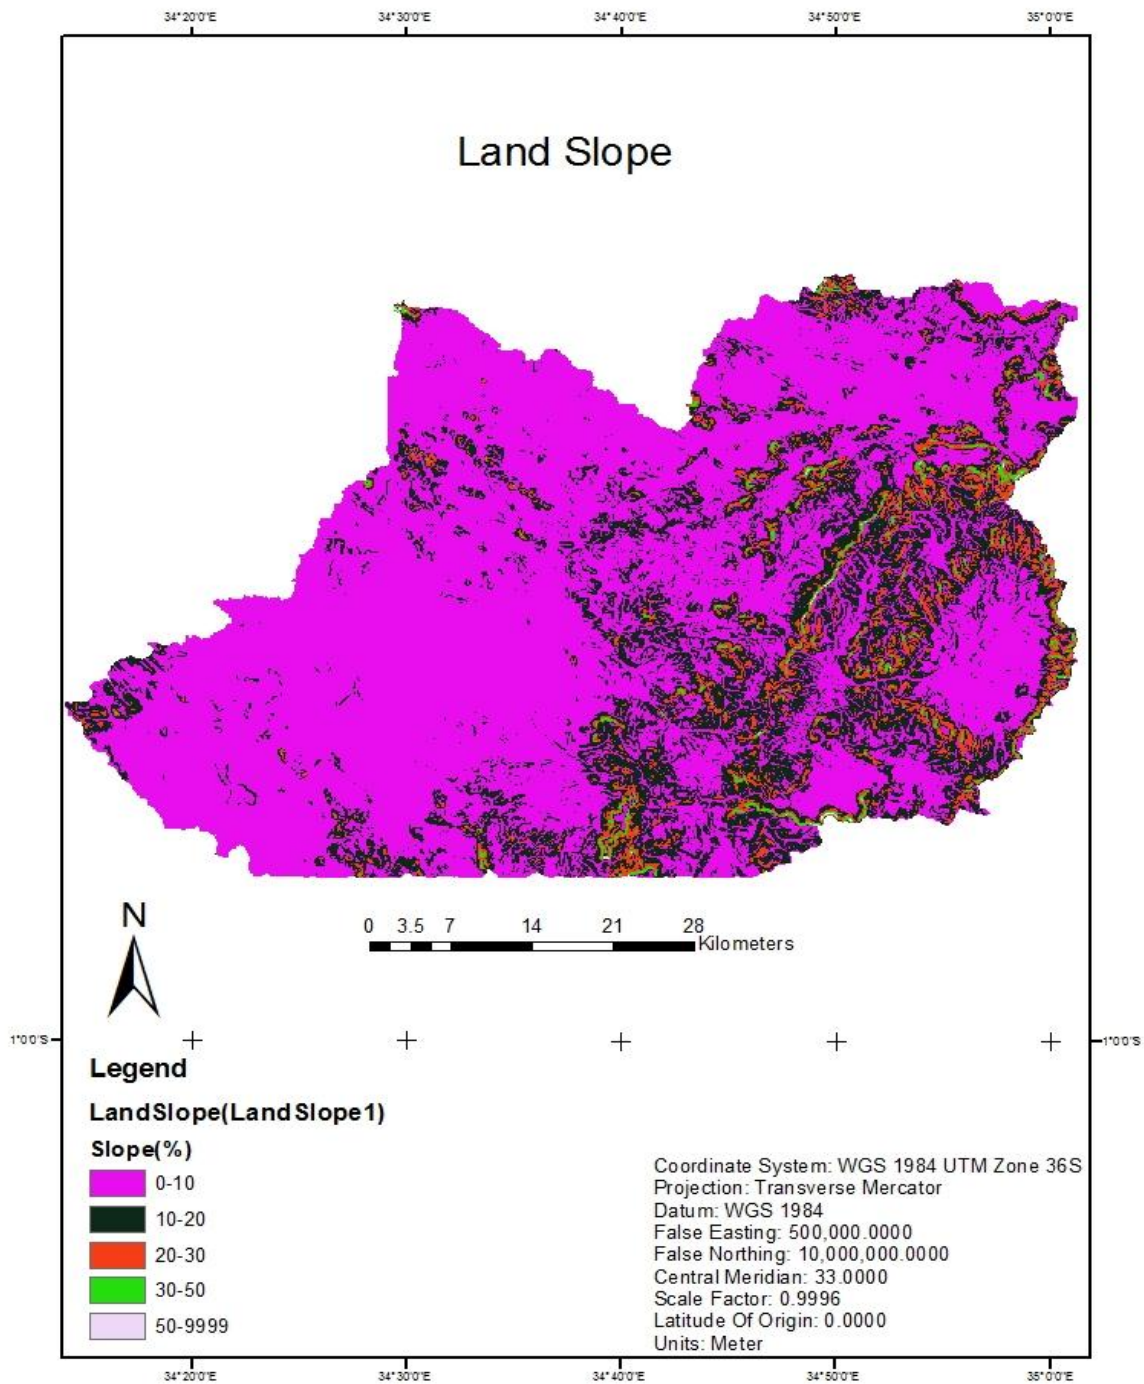 34°20'0"E 34°30'0"E 34°40'0"E 34°50'0"E 35°0'0"E
Land Slope
N
0 3.5 7 14 21 28
Kilometers
1°0'0"S 1°0'0"S
Legend
LandSlope(LandSlope1)
Slope(%)
0-10
10-20
20-30
30-50
50-9999
Coordinate System: WGS 1984 UTM Zone 36S
Projection: Transverse Mercator
Datum: WGS 1984
False Easting: 500,000.0000
False Northing: 10,000,000.0000
Central Meridian: 33.0000
Scale Factor: 0.9996
Latitude Of Origin: 0.0000
Units: Meter
34°20'0"E 34°30'0"E 34°40'0"E 34°50'0"E 35°0'0"E